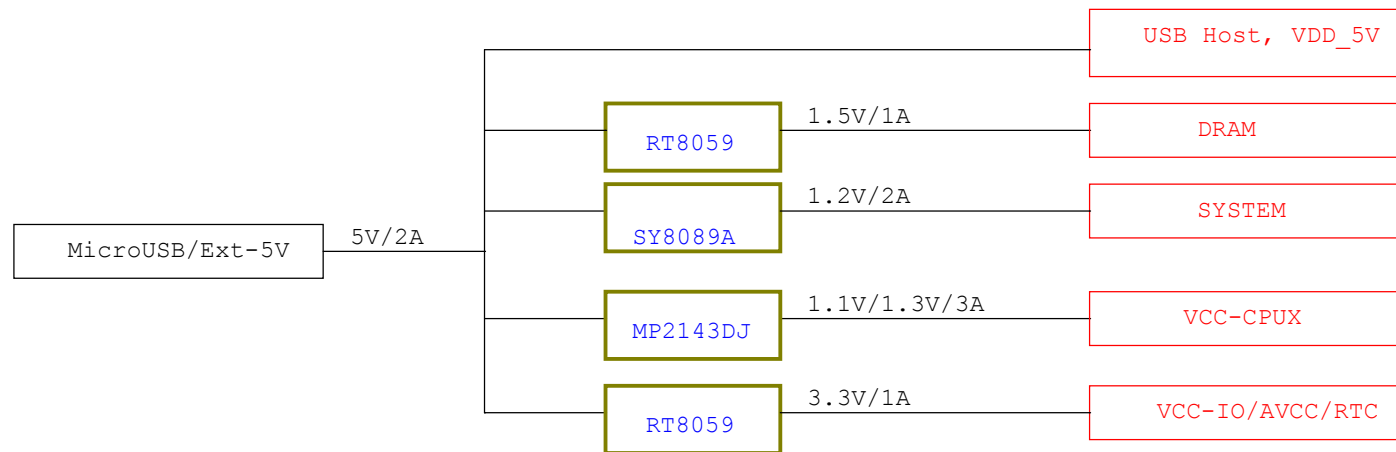 USB Host, VDD_5V
1.5V/1A
RT8059
DRAM
1.2V/2A
SY8089A
SYSTEM
MicroUSB/Ext-5V
5V/2A
1.1V/1.3V/3A
MP2143DJ
VCC-CPUX
3.3V/1A
RT8059
VCC-IO/AVCC/RTC